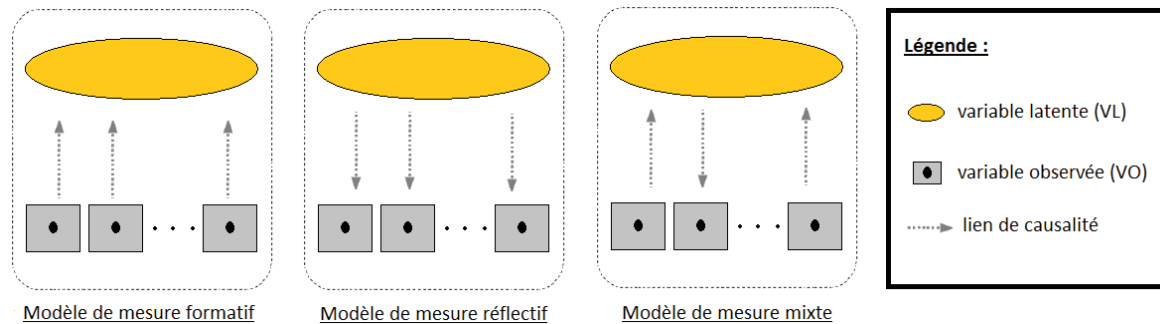 Légende :
variable latente (VL)
variable observée (VO)
lien de causalité
Modèle de mesure formatif
Modèle de mesure réflectif
Modèle de mesure mixte